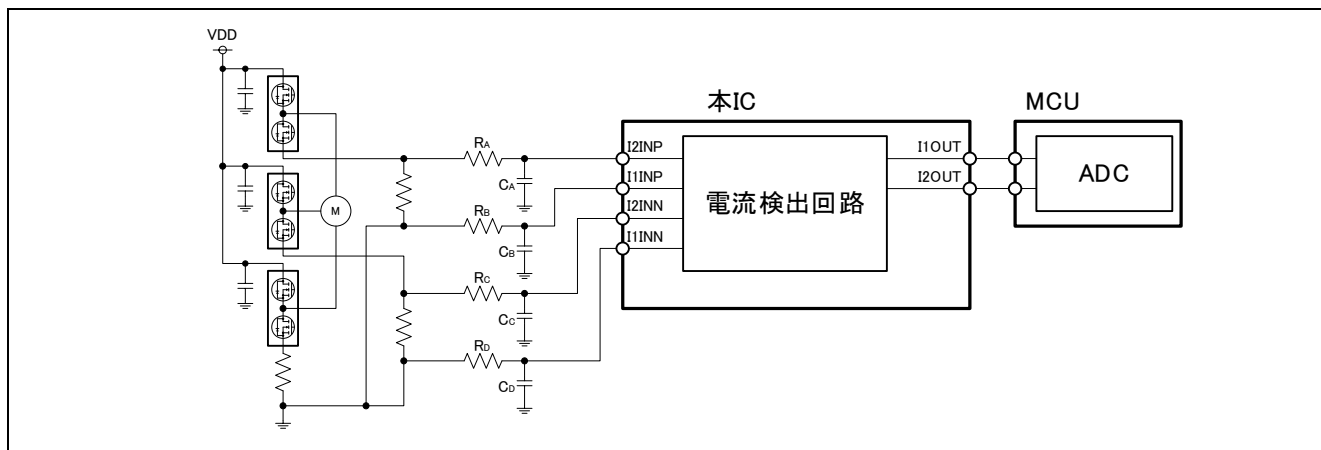 VDD
本IC
MCU
M
RA
CA
RB
CB
RC
CC
RD
CD
I2INP
I1INP
I2INN
I1INN
電流検出回路
I1OUT
I2OUT
ADC